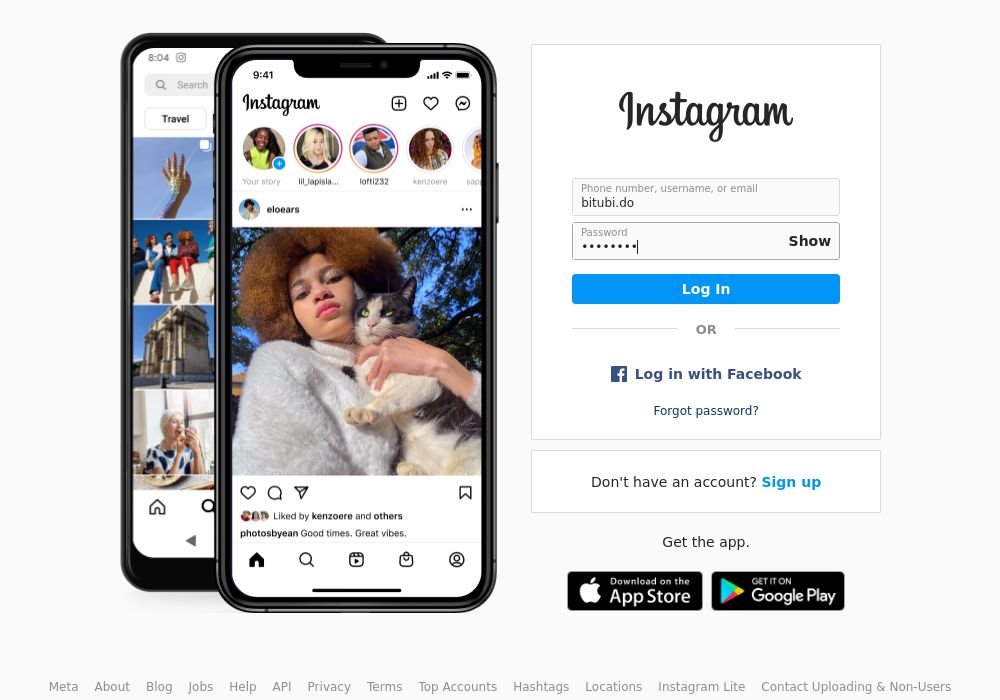 8:04
Search
Travel
9:41
Instagram
Your story
lil_lapisla...
lofti232
kenzoere
eloears
Liked by kenzoere and others
photosbyean Good times. Great vibes.
Instagram
Phone number, username, or email
bitubi.do
Password
••••••••
Show
Log In
OR
Log in with Facebook
Forgot password?
Don't have an account? Sign up
Get the app.
Download on the
App Store
GET IT ON
Google Play
Meta About Blog Jobs Help API Privacy Terms Top Accounts Hashtags Locations Instagram Lite Contact Uploading & Non-Users